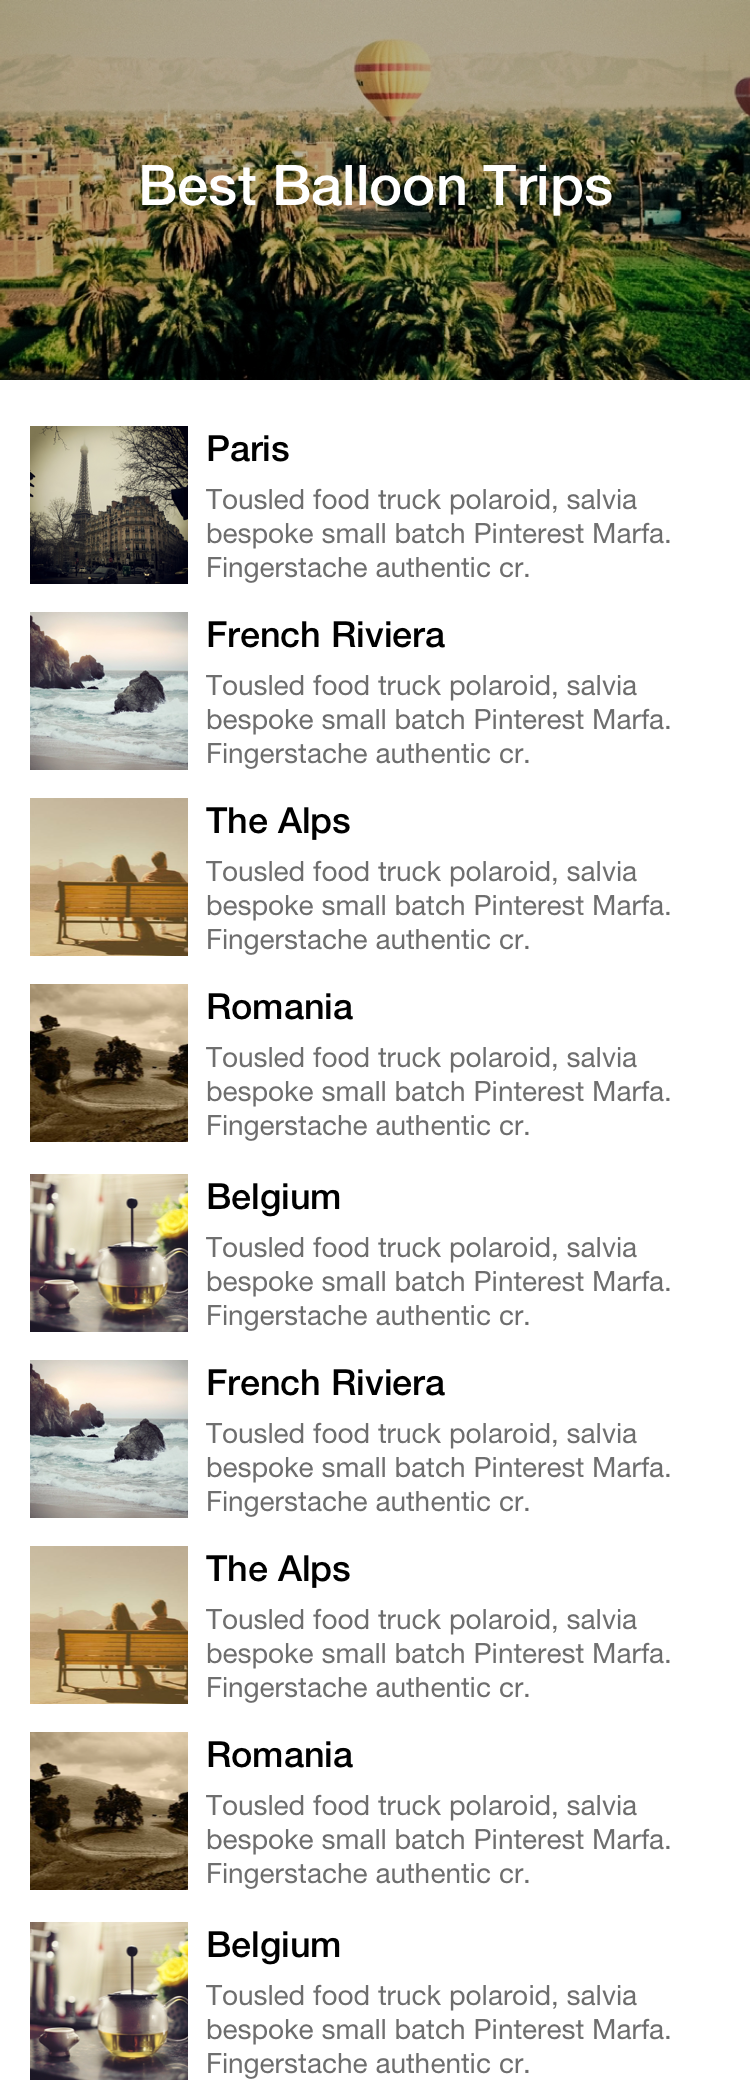 Best Balloon Trips
Paris
Tousled food truck polaroid, salvia
bespoke small batch Pinterest Marfa.
Fingerstache authentic cr.
French Riviera
Tousled food truck polaroid, salvia
bespoke small batch Pinterest Marfa.
Fingerstache authentic cr.
The Alps
Tousled food truck polaroid, salvia
bespoke small batch Pinterest Marfa.
Fingerstache authentic cr.
Romania
Tousled food truck polaroid, salvia
bespoke small batch Pinterest Marfa.
Fingerstache authentic cr.
Belgium
Tousled food truck polaroid, salvia
bespoke small batch Pinterest Marfa.
Fingerstache authentic cr.
French Riviera
Tousled food truck polaroid, salvia
bespoke small batch Pinterest Marfa.
Fingerstache authentic cr.
The Alps
Tousled food truck polaroid, salvia
bespoke small batch Pinterest Marfa.
Fingerstache authentic cr.
Romania
Tousled food truck polaroid, salvia
bespoke small batch Pinterest Marfa.
Fingerstache authentic cr.
Belgium
Tousled food truck polaroid, salvia
bespoke small batch Pinterest Marfa.
Fingerstache authentic cr.